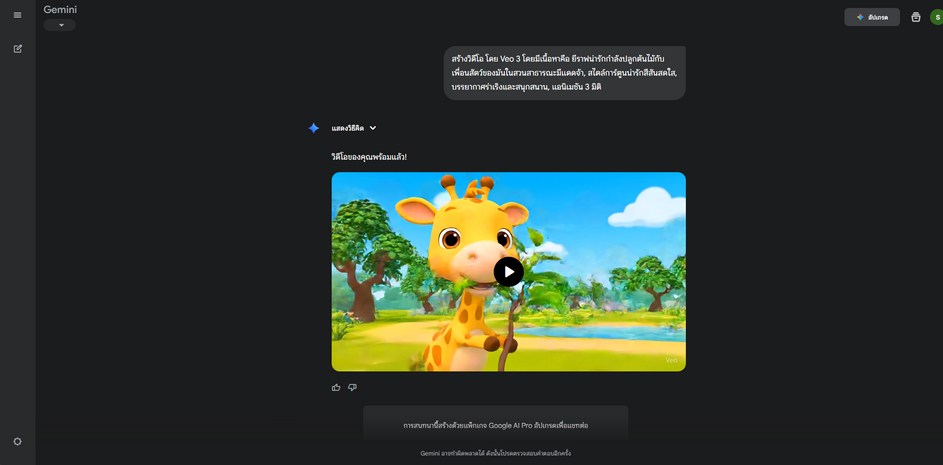 Gemini
อัปเกรด
S
สร้างวิดีโอ โดย Veo 3 โดยมีเนื้อหาคือ ยีราฟน่ารักกำลังปลูกต้นไม้กับ
เพื่อนสัตว์ของมันในสวนสาธารณะมีแดดจ้า, สไตล์การ์ตูนน่ารักสีสันสดใส,
บรรยากาศร่าเริงและสนุกสนาน, แอนิเมชัน 3 มิติ
แสดงวิธีคิด
วิดีโอของคุณพร้อมแล้ว!
Veo
การสนทนานี้สร้างด้วยแพ็กเกจ Google AI Pro อัปเกรดเพื่อแชทต่อ
Gemini อาจทำผิดพลาดได้ ดังนั้นโปรดตรวจสอบคำตอบอีกครั้ง